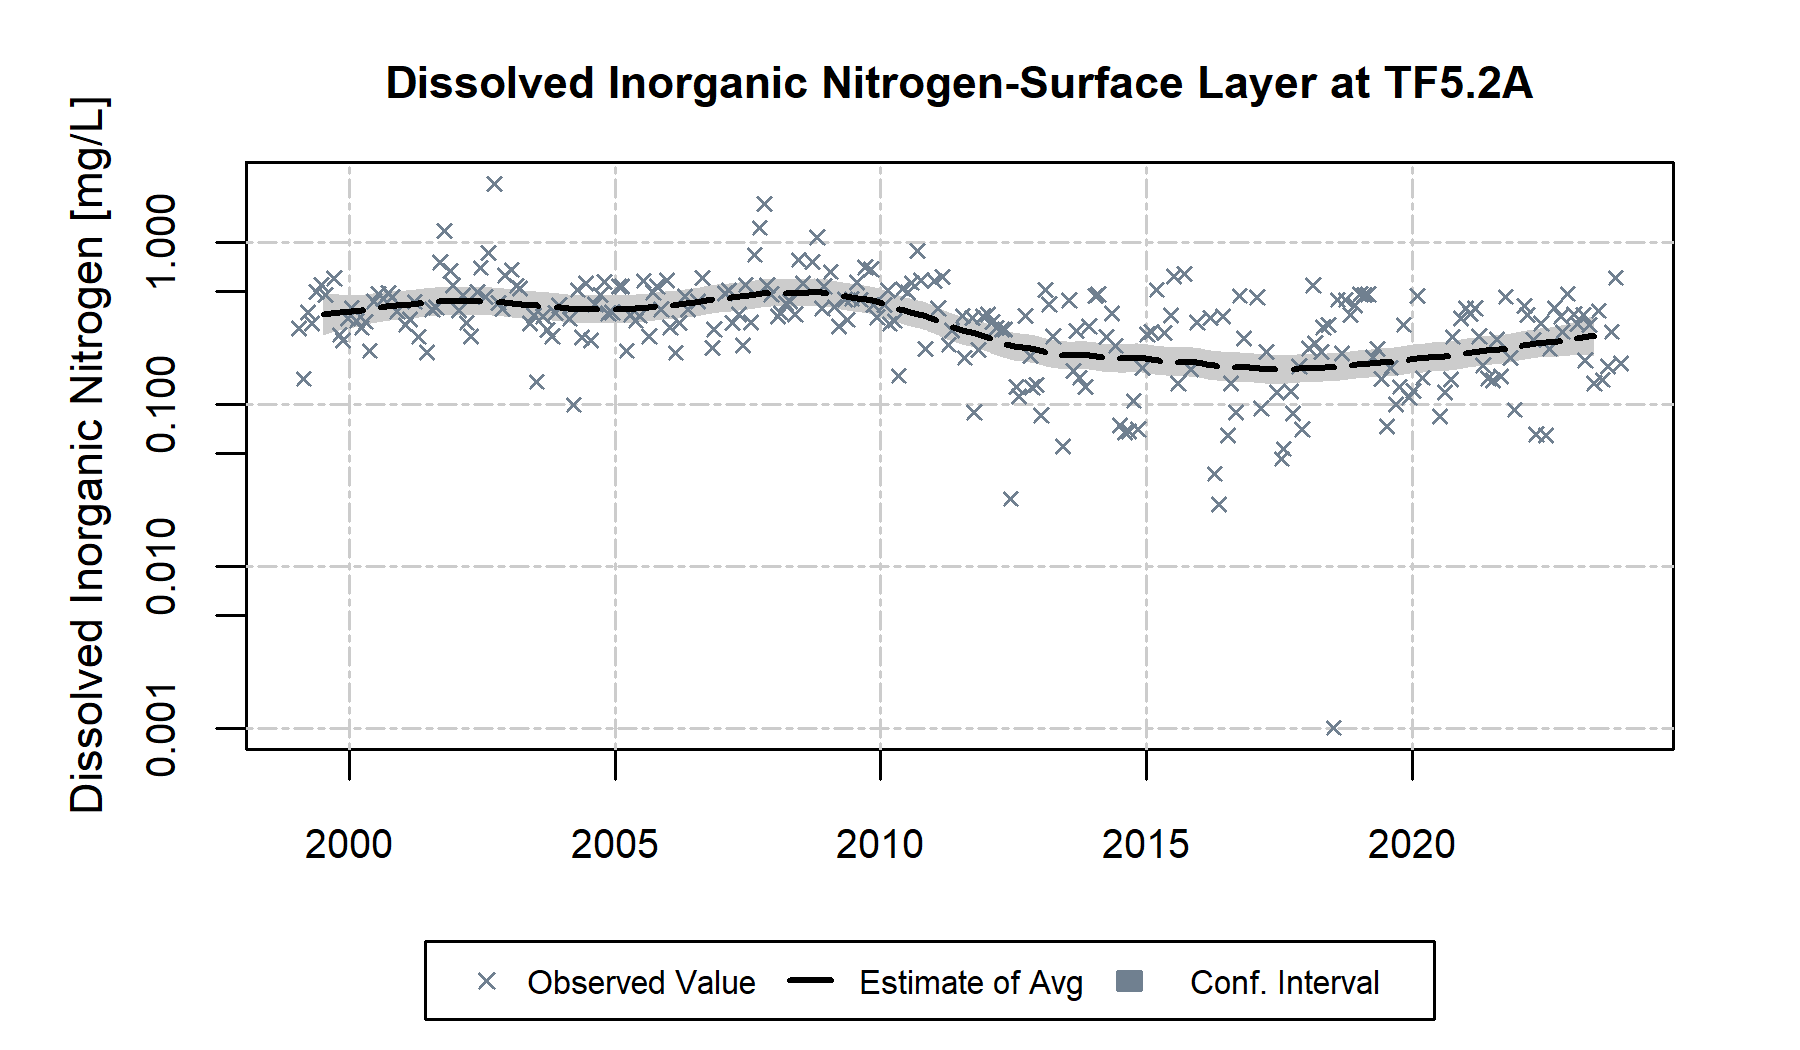 Dissolved Inorganic Nitrogen-Surface Layer at TF5.2A
Dissolved Inorganic Nitrogen [mg/L]
1.000
0.100
0.010
0.001
2000 2005 2010 2015 2020
Observed Value Estimate of Avg Conf. Interval